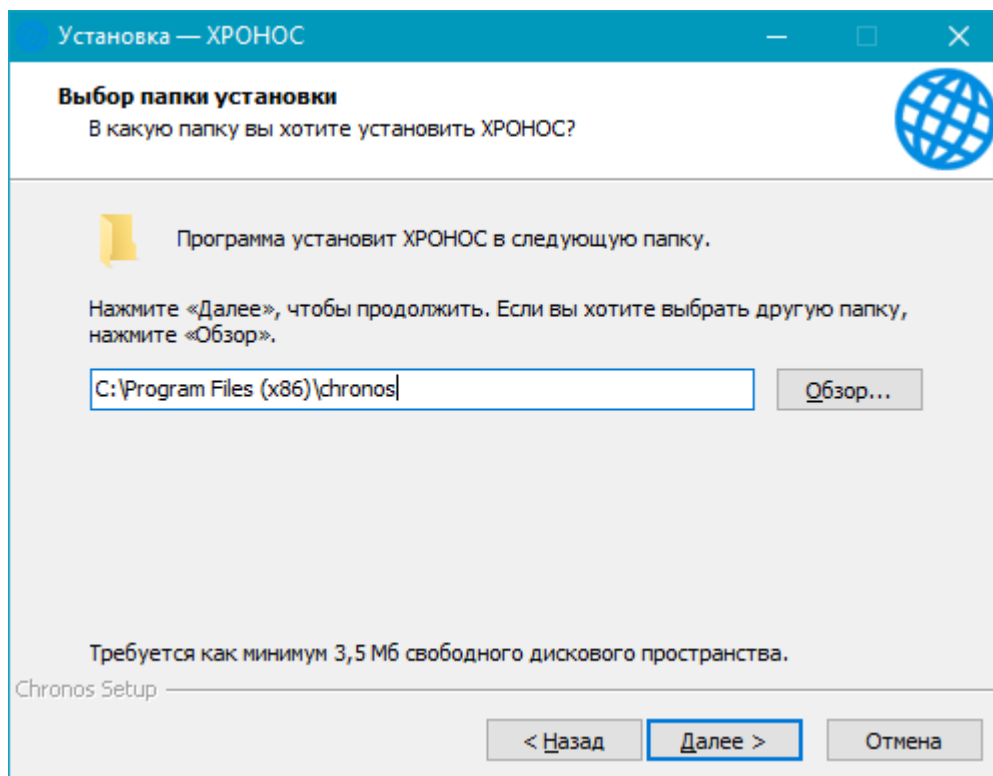 Установка — ХРОНОС
Выбор папки установки
В какую папку вы хотите установить ХРОНОС?
Программа установит ХРОНОС в следующую папку.
Нажмите «Далее», чтобы продолжить. Если вы хотите выбрать другую папку,
нажмите «Обзор».
C:\Program Files (x86)\chronos
Обзор...
Требуется как минимум 3,5 Мб свободного дискового пространства.
Chronos Setup
< Назад
Далее >
Отмена